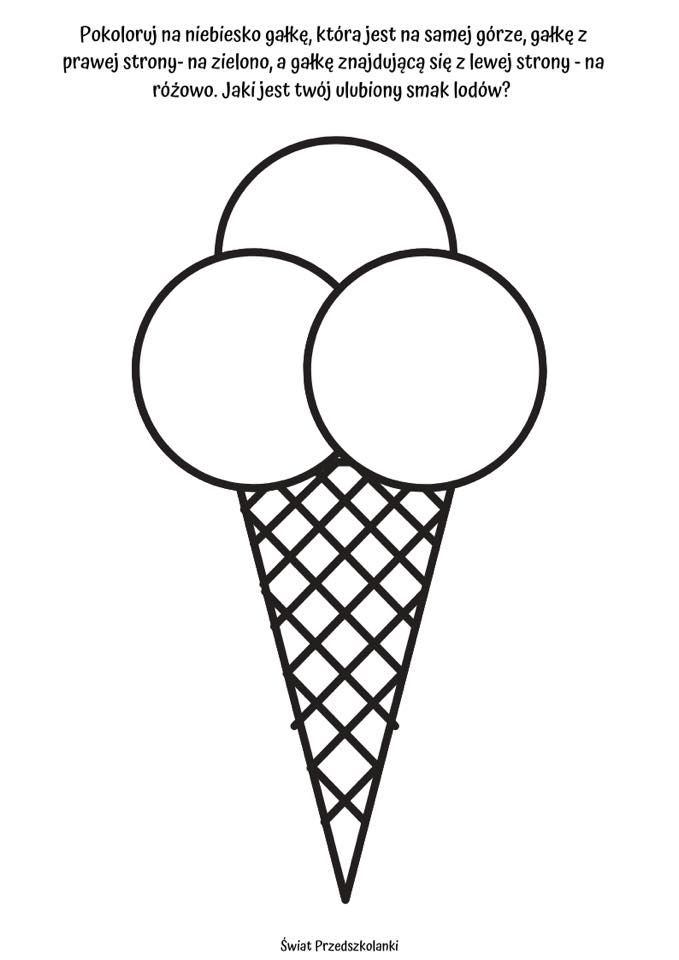 Pokoloruj na niebiesko gałkę, która jest na samej górze, gałkę z
prawej strony- na zielono, a gałkę znajdującą się z lewej strony - na
różowo. Jaki jest twój ulubiony smak lodów?
Świat Przedszkolanki